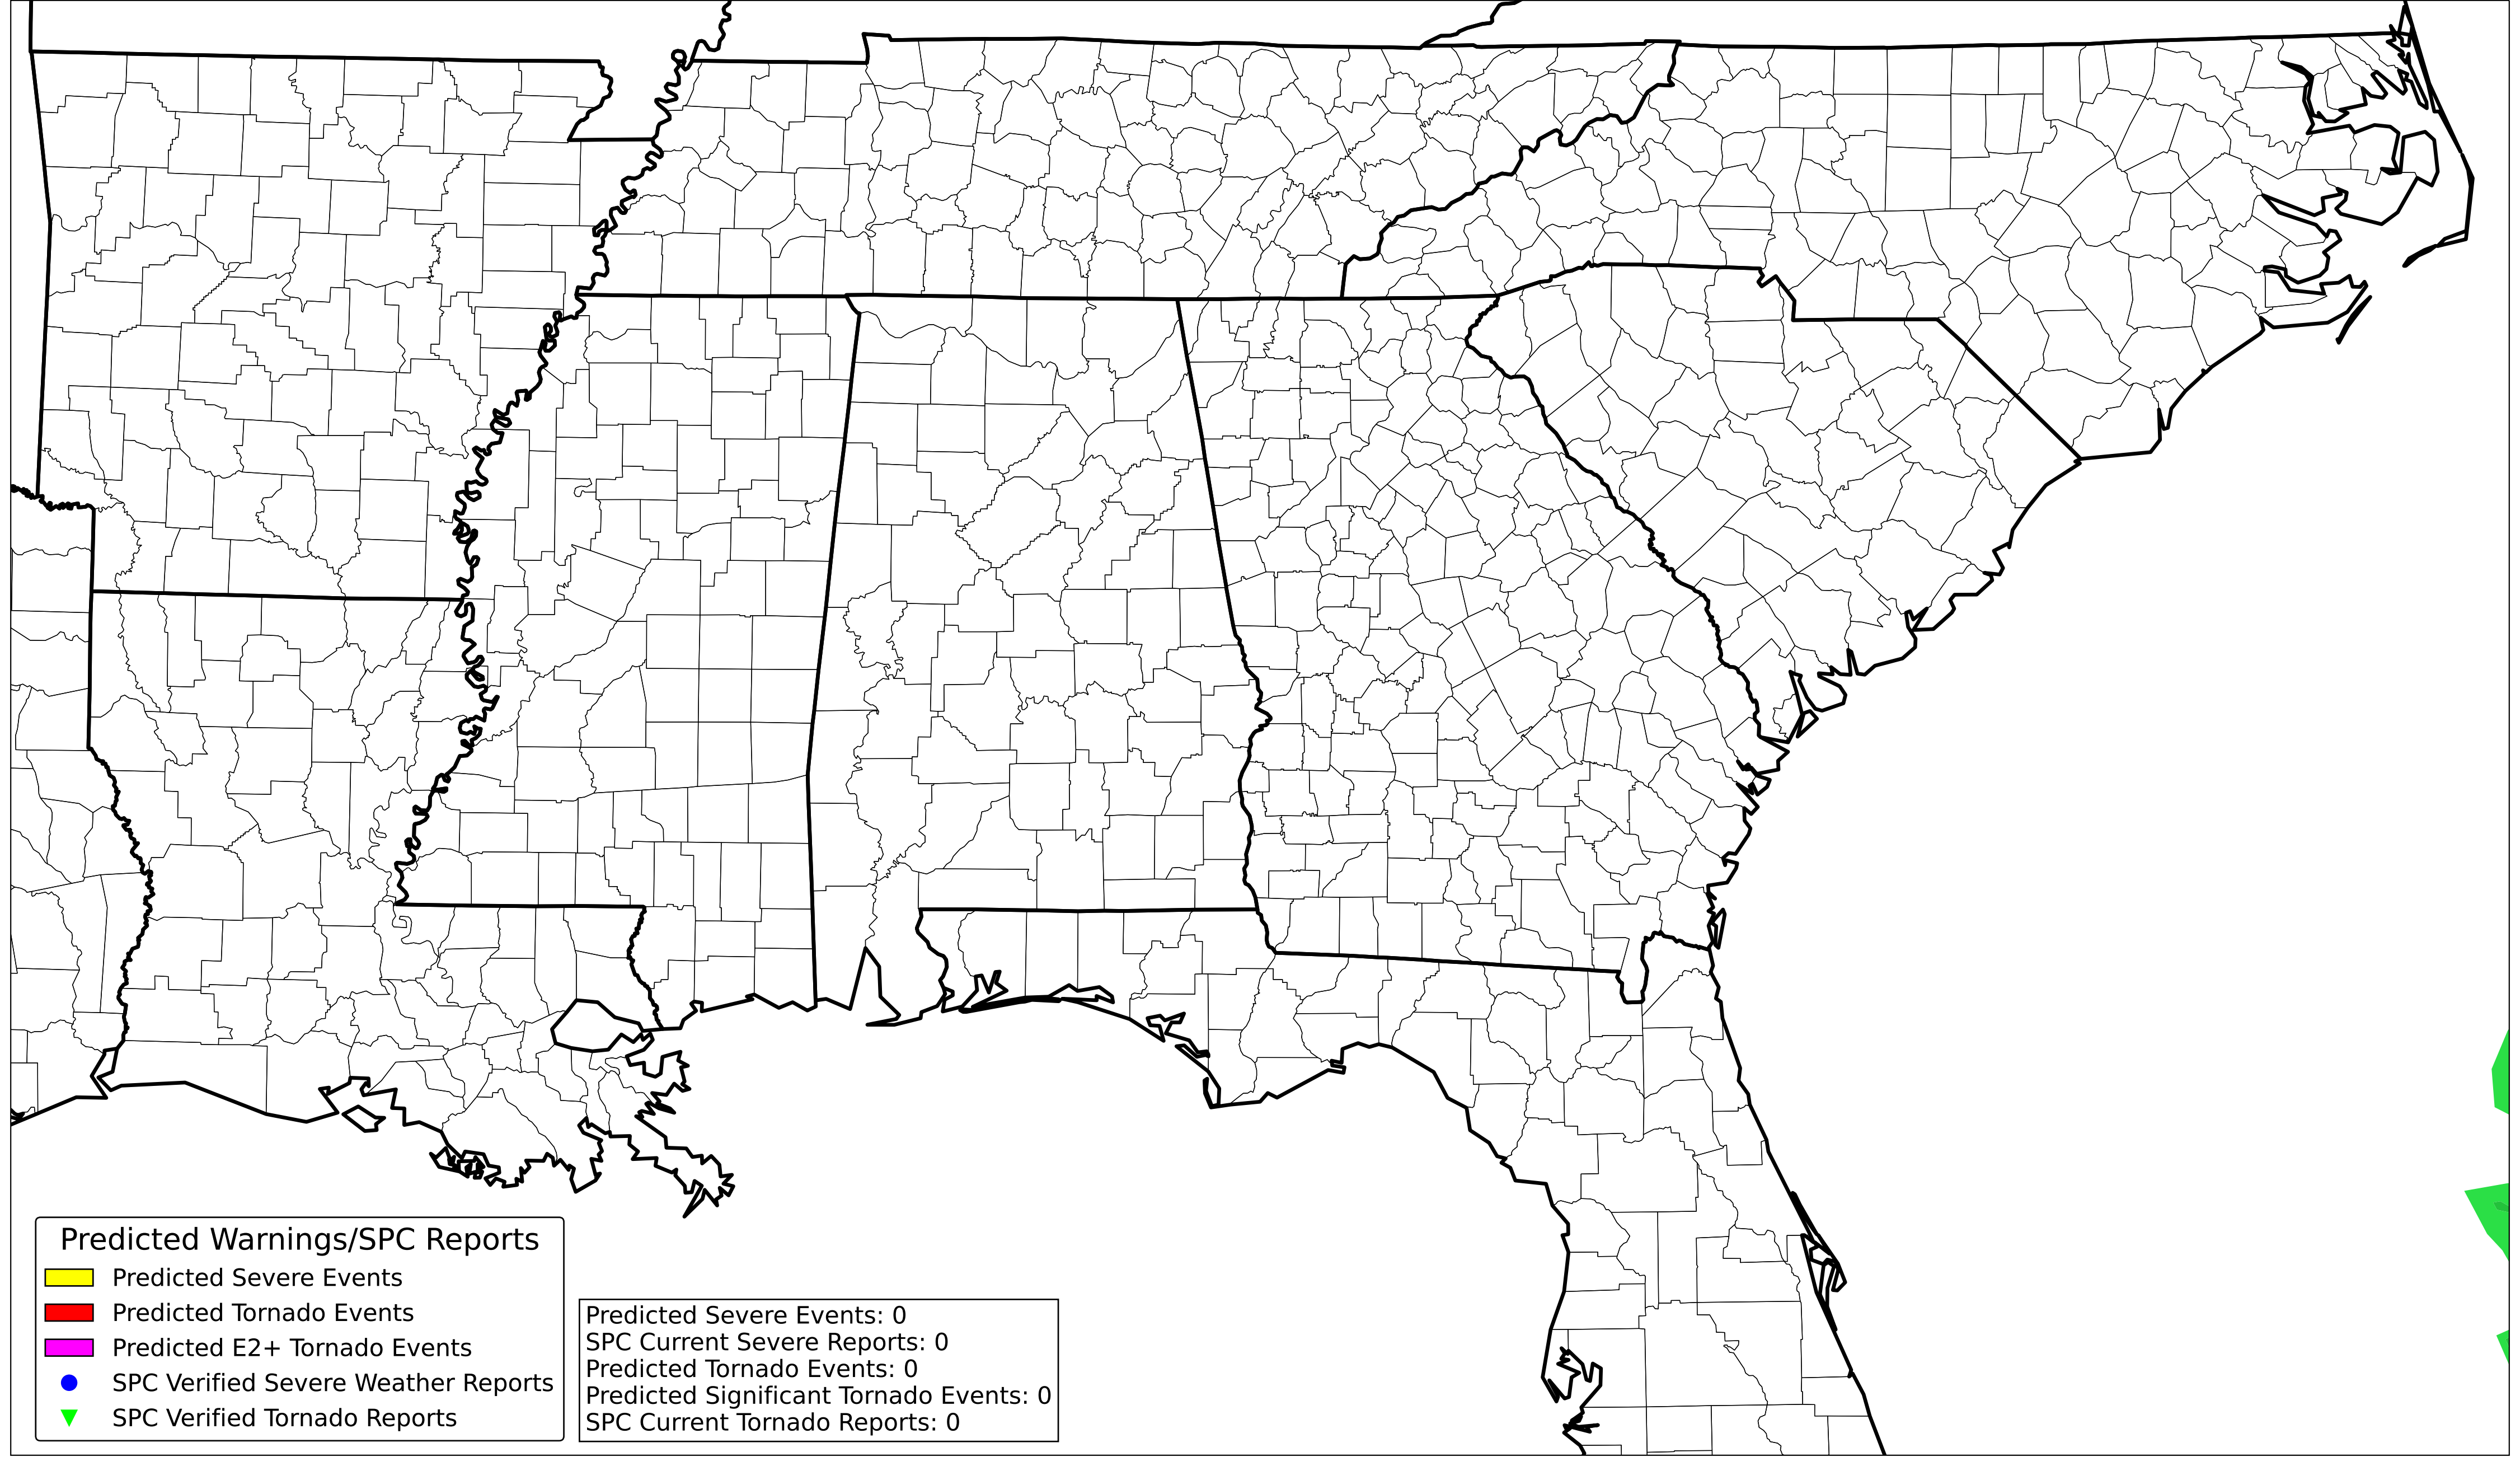 Predicted Warnings/SPC Reports
Predicted Severe Events
Predicted Tornado Events
Predicted E2+ Tornado Events
SPC Verified Severe Weather Reports
SPC Verified Tornado Reports
Predicted Severe Events: 0
SPC Current Severe Reports: 0
Predicted Tornado Events: 0
Predicted Significant Tornado Events: 0
SPC Current Tornado Reports: 0